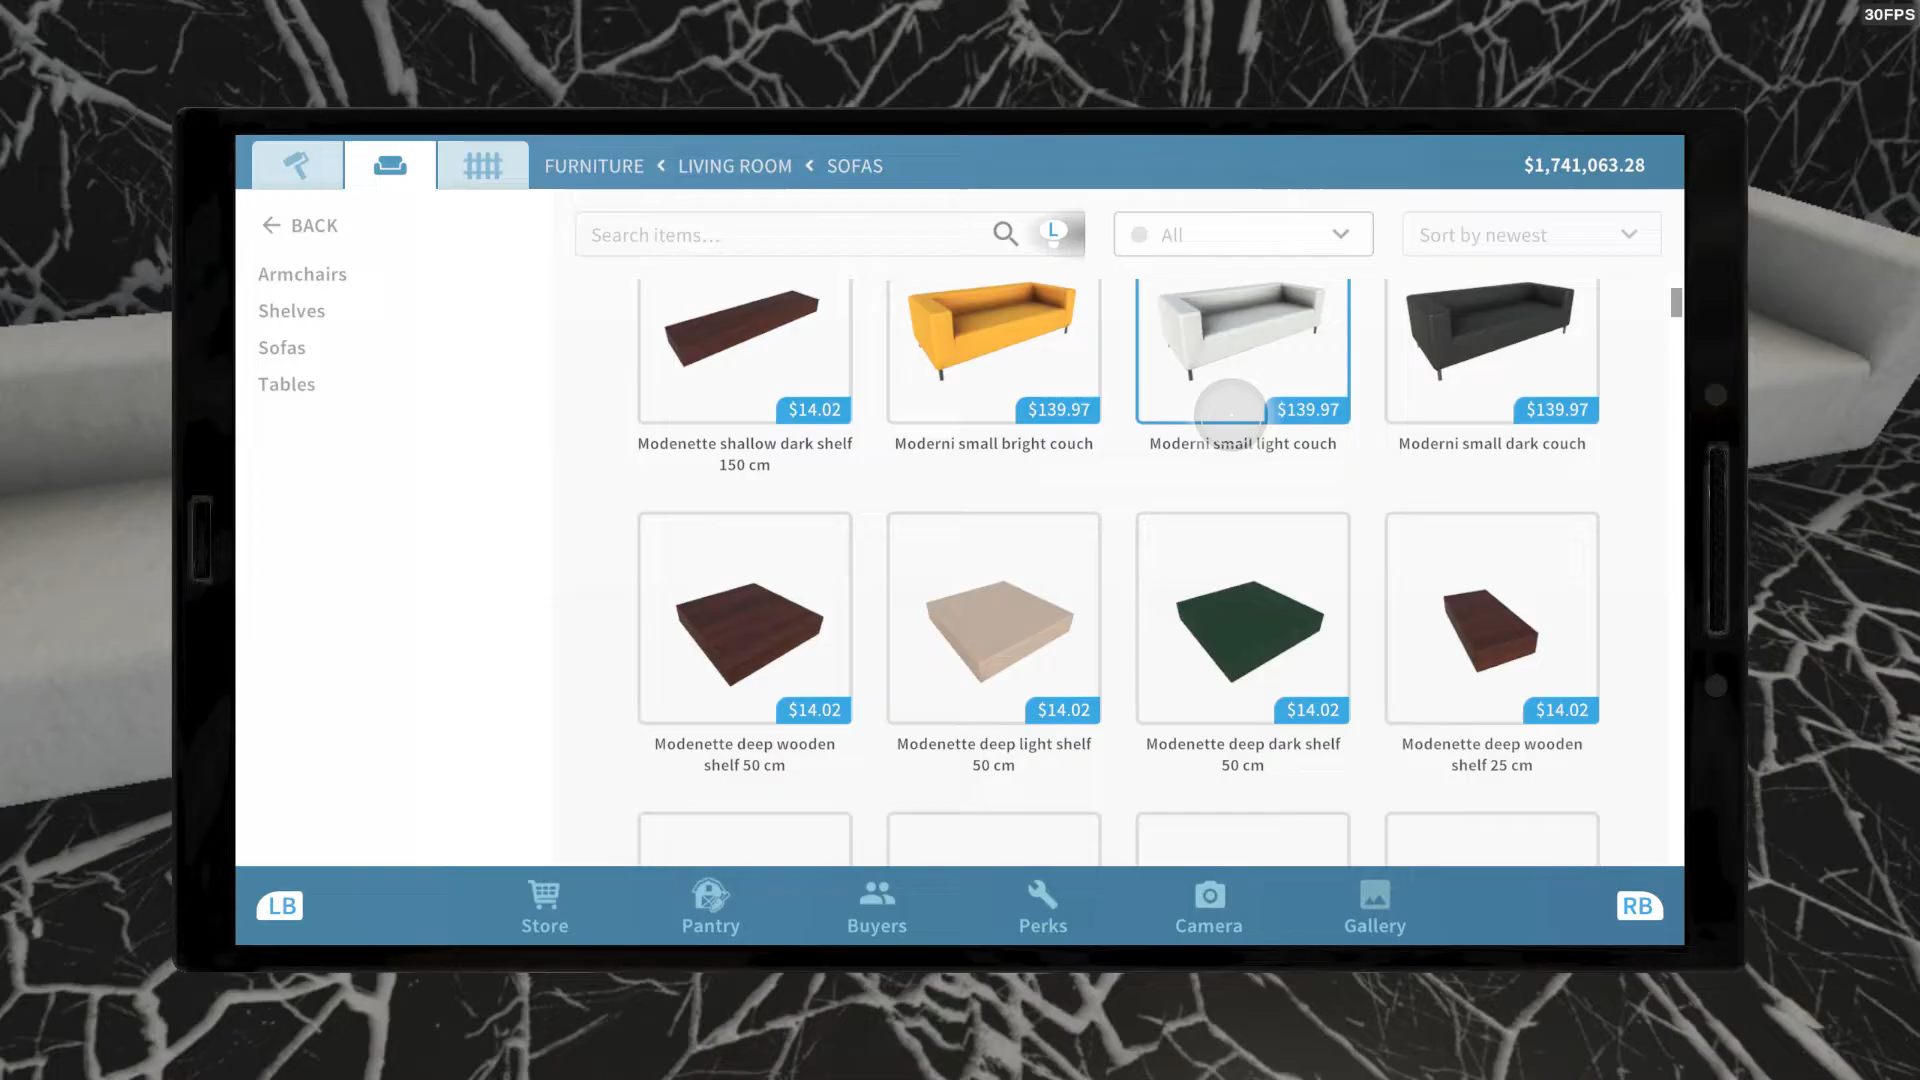 30FPS
FURNITURE < LIVING ROOM < SOFAS
$1,741,063.28
BACK
Armchairs
Shelves
Sofas
Tables
Search items...
L
All
Sort by newest
$14.02
$139.97
$139.97
$139.97
Modenette shallow dark shelf
150 cm
Moderni small bright couch
Moderni small light couch
Moderni small dark couch
$14.02
$14.02
$14.02
$14.02
Modenette deep wooden
shelf 50 cm
Modenette deep light shelf
50 cm
Modenette deep dark shelf
50 cm
Modenette deep wooden
shelf 25 cm
LB
Store
Pantry
Buyers
Perks
Camera
Gallery
RB